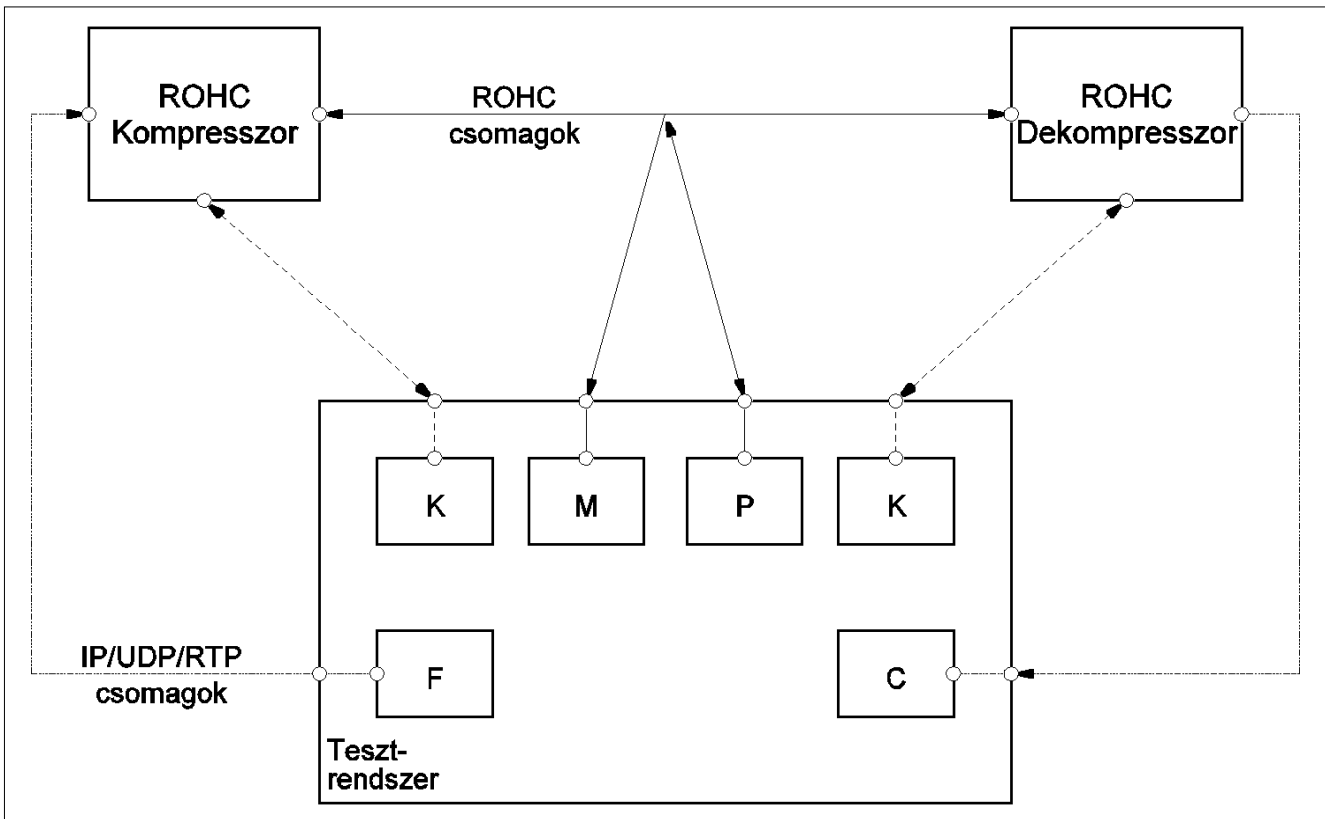 ROHC
Kompresszor
ROHC
csomagok
ROHC
Dekompresszor
K
M
P
K
IP/UDP/RTP
csomagok
F
C
Teszt-
rendszer